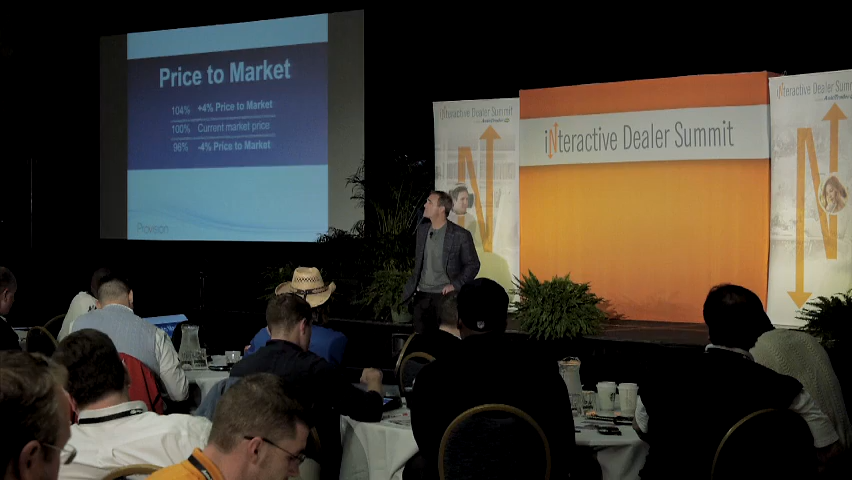 Price to Market
104% +4% Price to Market
100% Current market price
96% -4% Price to Market
Provision
iNteractive Dealer Summit
iNteractive Dealer Summit
iNteractive Dealer Summ